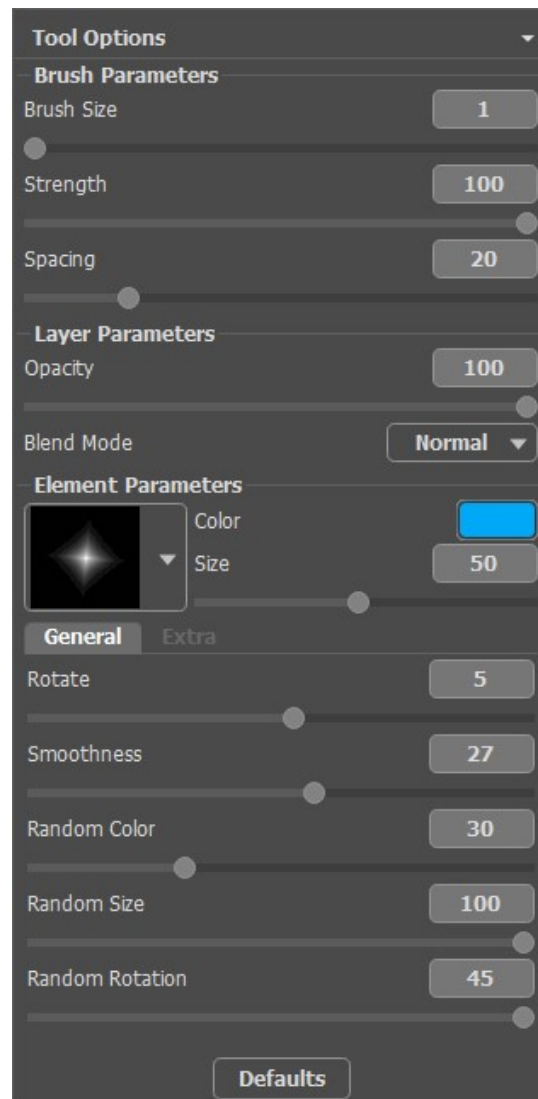 Tool Options
Brush Parameters
Brush Size 1
Strength 100
Spacing 20
Layer Parameters
Opacity 100
Blend Mode Normal
Element Parameters
Color
Size 50
General Extra
Rotate 5
Smoothness 27
Random Color 30
Random Size 100
Random Rotation 45
Defaults